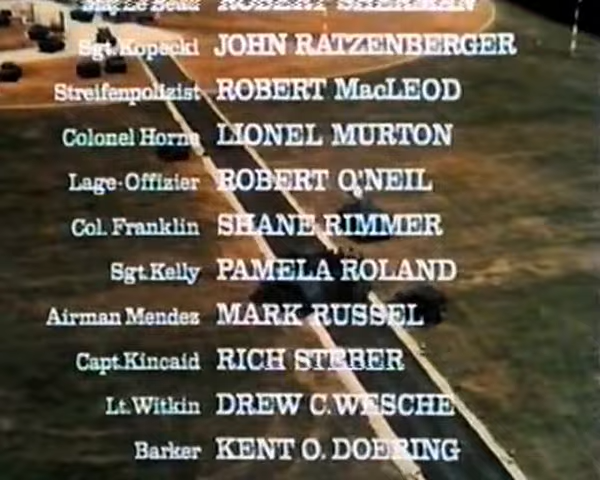 ROBERT SHERMAN
Sgt. Kopecki JOHN RATZENBERGER
Streifenpolizist ROBERT MacLEOD
Colonel Horne LIONEL MURTON
Lage-Offizier ROBERT O'NEIL
Col. Franklin SHANE RIMMER
Sgt. Kelly PAMELA ROLAND
Airman Mendez MARK RUSSEL
Capt. Kincaid RICH STEBER
Lt. Witkin DREW C. WESCHE
Barker KENT O. DOERING